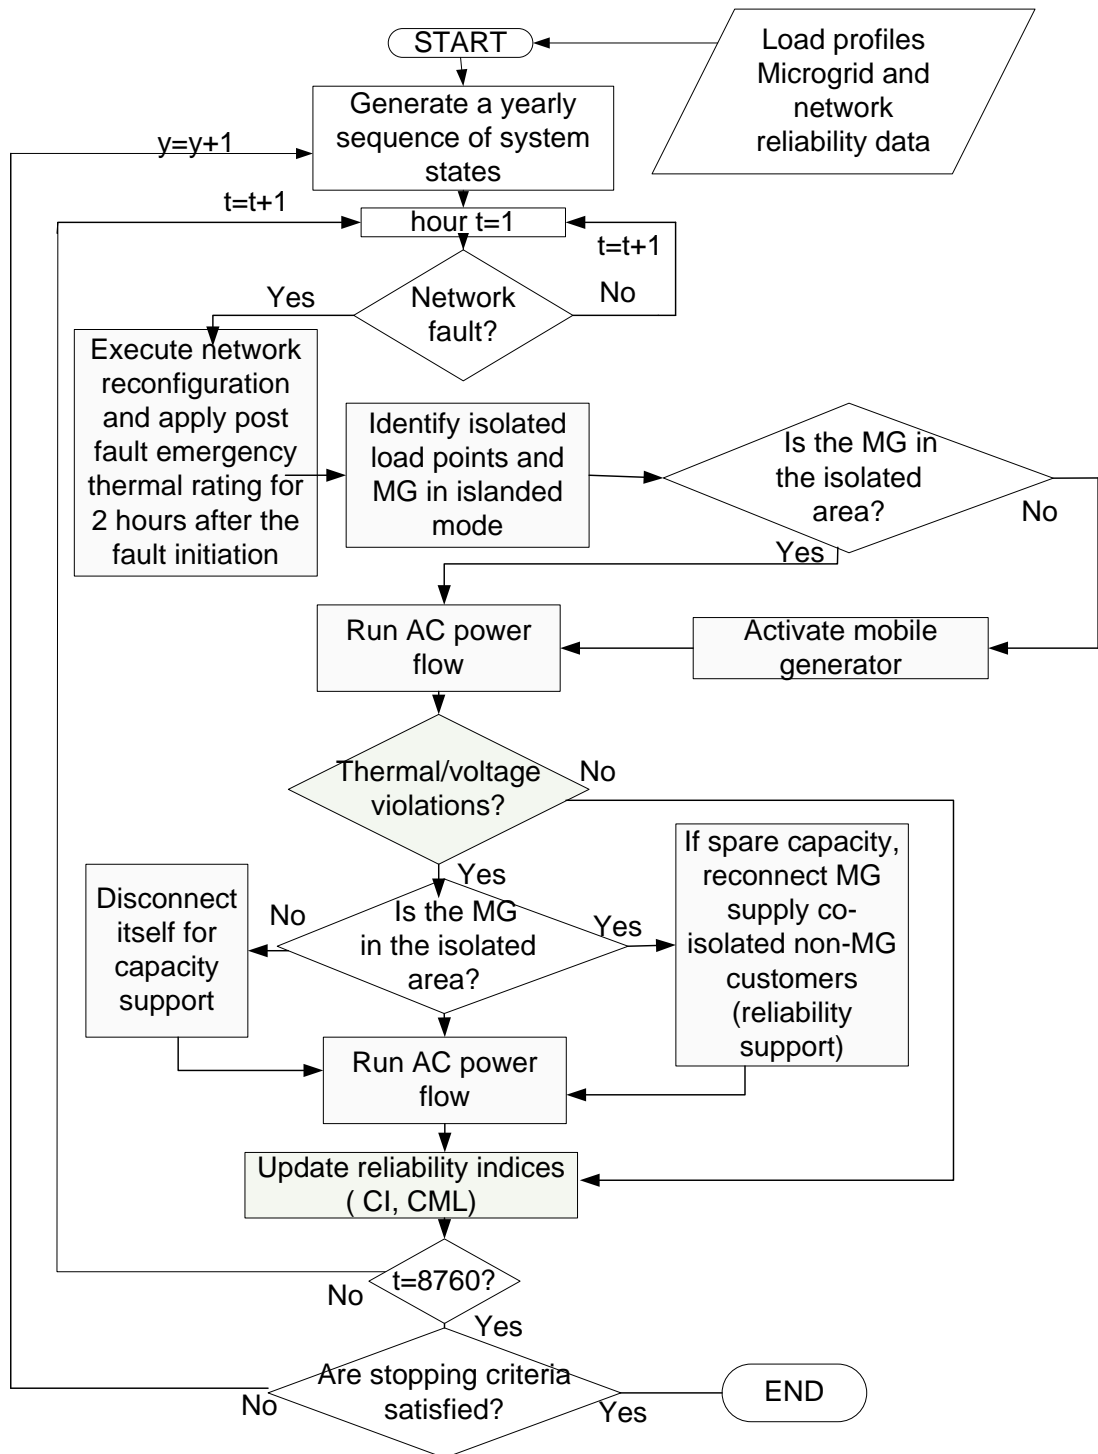 START
Load profiles
Microgrid and
network
reliability data
Generate a yearly
sequence of system
states
y=y+1
t=t+1
hour t=1
t=t+1
Yes
Network
fault?
No
Execute network
reconfiguration
and apply post
fault emergency
thermal rating for
2 hours after the
fault initiation
Identify isolated
load points and
MG in islanded
mode
Is the MG in
the isolated
area?
No
Yes
Run AC power
flow
Activate mobile
generator
Thermal/voltage
violations?
No
Yes
If spare capacity,
reconnect MG
supply co-
isolated non-MG
customers
(reliability
support)
Disconnect
itself for
capacity
support
No
Is the MG
in the isolated
area?
Yes
Run AC power
flow
Update reliability indices
( CI, CML)
t=8760?
No
Yes
Are stopping criteria
satisfied?
No
Yes
END